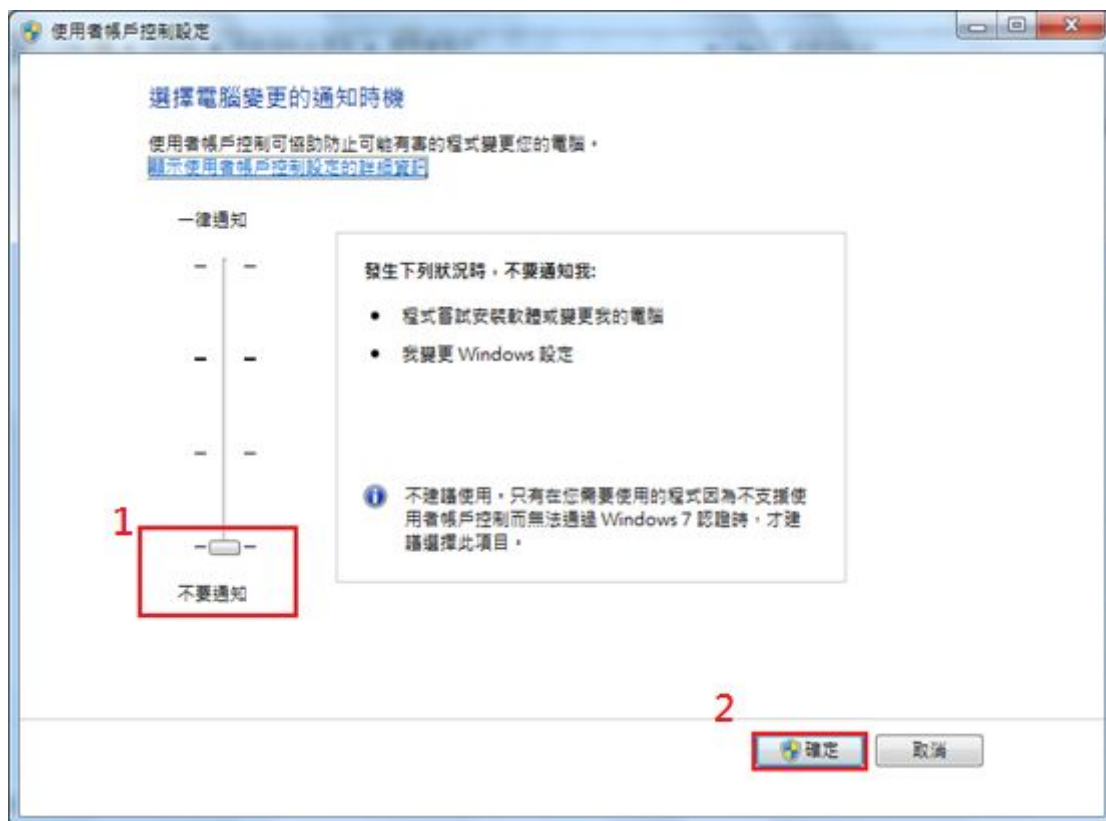 使用者帳戶控制設定
選擇電腦變更的通知時機
使用者帳戶控制可協助防止可能有害的程式變更您的電腦。
顯示使用者帳戶控制設定的詳細資訊
一律通知
發生下列狀況時,不要通知我:
• 程式嘗試安裝軟體或變更我的電腦
• 我變更 Windows 設定
不建議使用。只有在您需要使用的程式因為不支援使
用者帳戶控制而無法通過 Windows 7 認證時,才建
議選擇此項目。
1
不要通知
2
確定
取消